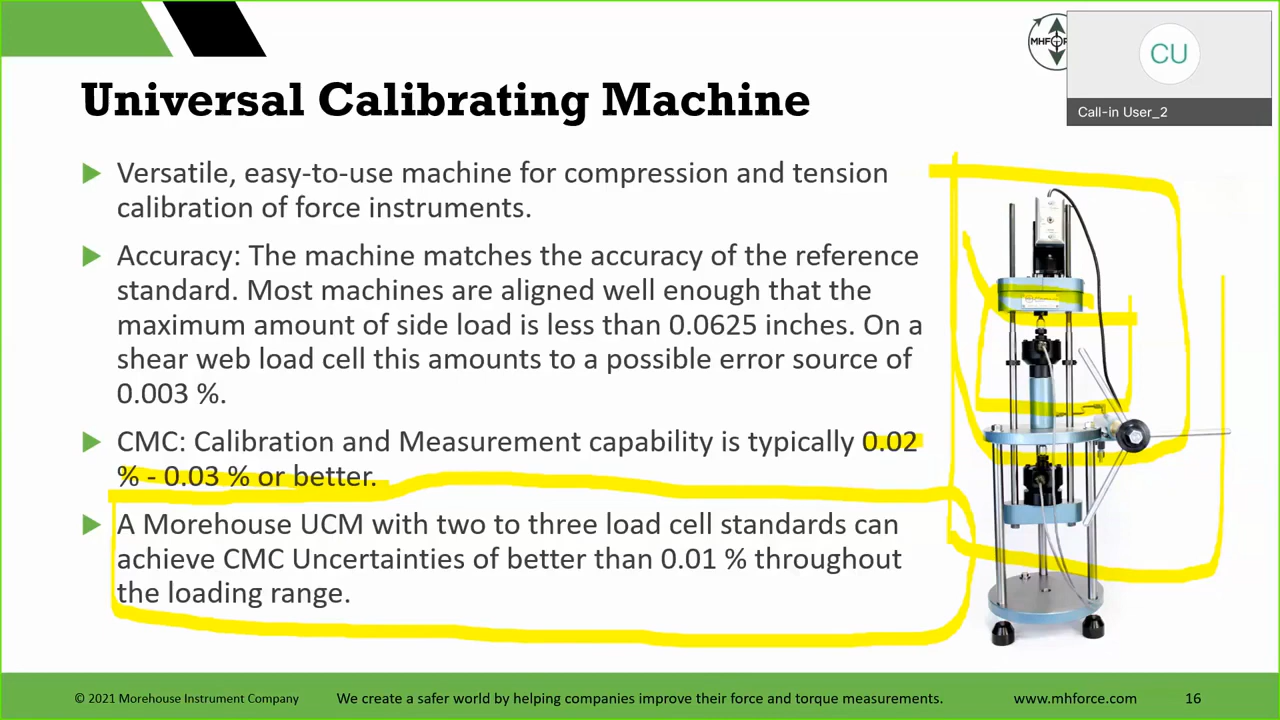 MHFORCE
CU
Call-in User_2
Universal Calibrating Machine
Versatile, easy-to-use machine for compression and tension
calibration of force instruments.
Accuracy: The machine matches the accuracy of the reference
standard. Most machines are aligned well enough that the
maximum amount of side load is less than 0.0625 inches. On a
shear web load cell this amounts to a possible error source of
0.003 %.
CMC: Calibration and Measurement capability is typically 0.02
% - 0.03 % or better.
A Morehouse UCM with two to three load cell standards can
achieve CMC Uncertainties of better than 0.01 % throughout
the loading range.
© 2021 Morehouse Instrument Company
We create a safer world by helping companies improve their force and torque measurements.
www.mhforce.com
16